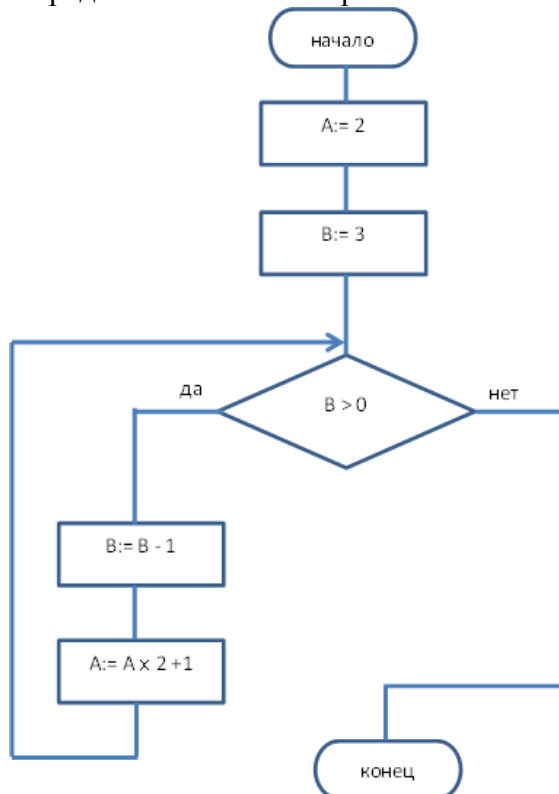 начало
A:= 2
B:= 3
B > 0
да
нет
B:= B - 1
A:= A x 2 +1
конец